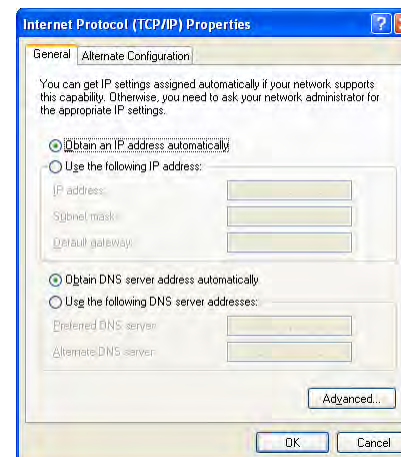 Internet Protocol (TCP/IP) Properties
General
Alternate Configuration
You can get IP settings assigned automatically if your network supports
this capability. Otherwise, you need to ask your network administrator for
the appropriate IP settings.
Obtain an IP address automatically
Use the following IP address:
IP address:
Subnet mask:
Default gateway:
Obtain DNS server address automatically
Use the following DNS server addresses:
Preferred DNS server:
Alternate DNS server:
Advanced...
OK
Cancel